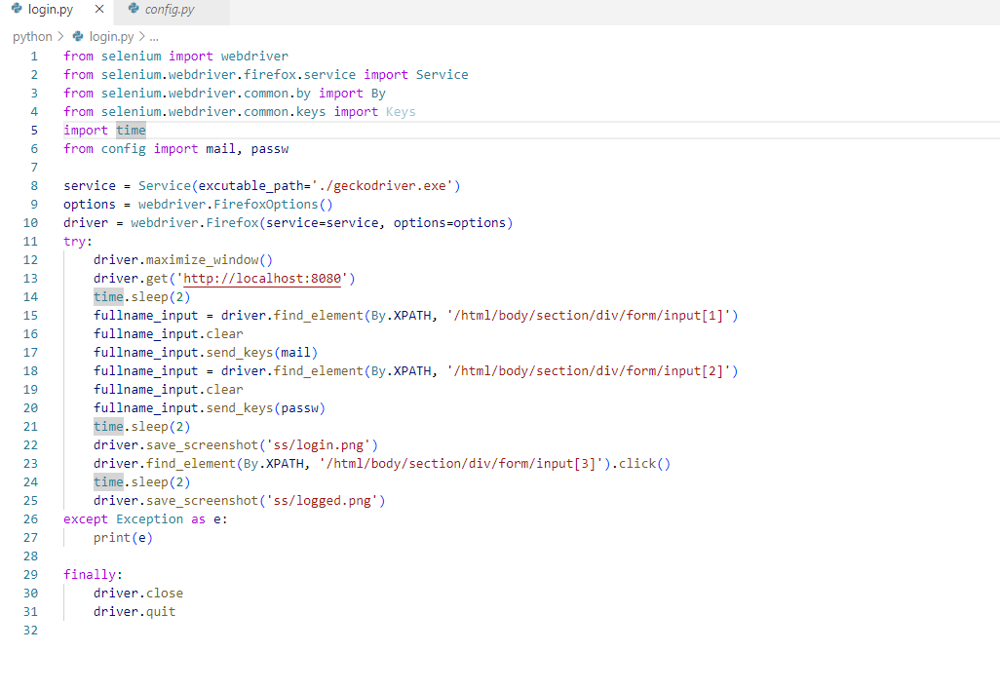 login.py × config.py
python > login.py > ...
1 from selenium import webdriver
2 from selenium.webdriver.firefox.service import Service
3 from selenium.webdriver.common.by import By
4 from selenium.webdriver.common.keys import Keys
5 import time
6 from config import mail, passw
7
8 service = Service(excutable_path='./geckodriver.exe')
9 options = webdriver.FirefoxOptions()
10 driver = webdriver.Firefox(service=service, options=options)
11 try:
12     driver.maximize_window()
13     driver.get('http://localhost:8080')
14     time.sleep(2)
15     fullname_input = driver.find_element(By.XPATH, '/html/body/section/div/form/input[1]')
16     fullname_input.clear
17     fullname_input.send_keys(mail)
18     fullname_input = driver.find_element(By.XPATH, '/html/body/section/div/form/input[2]')
19     fullname_input.clear
20     fullname_input.send_keys(passw)
21     time.sleep(2)
22     driver.save_screenshot('ss/login.png')
23     driver.find_element(By.XPATH, '/html/body/section/div/form/input[3]').click()
24     time.sleep(2)
25     driver.save_screenshot('ss/logged.png')
26 except Exception as e:
27     print(e)
28
29 finally:
30     driver.close
31     driver.quit
32